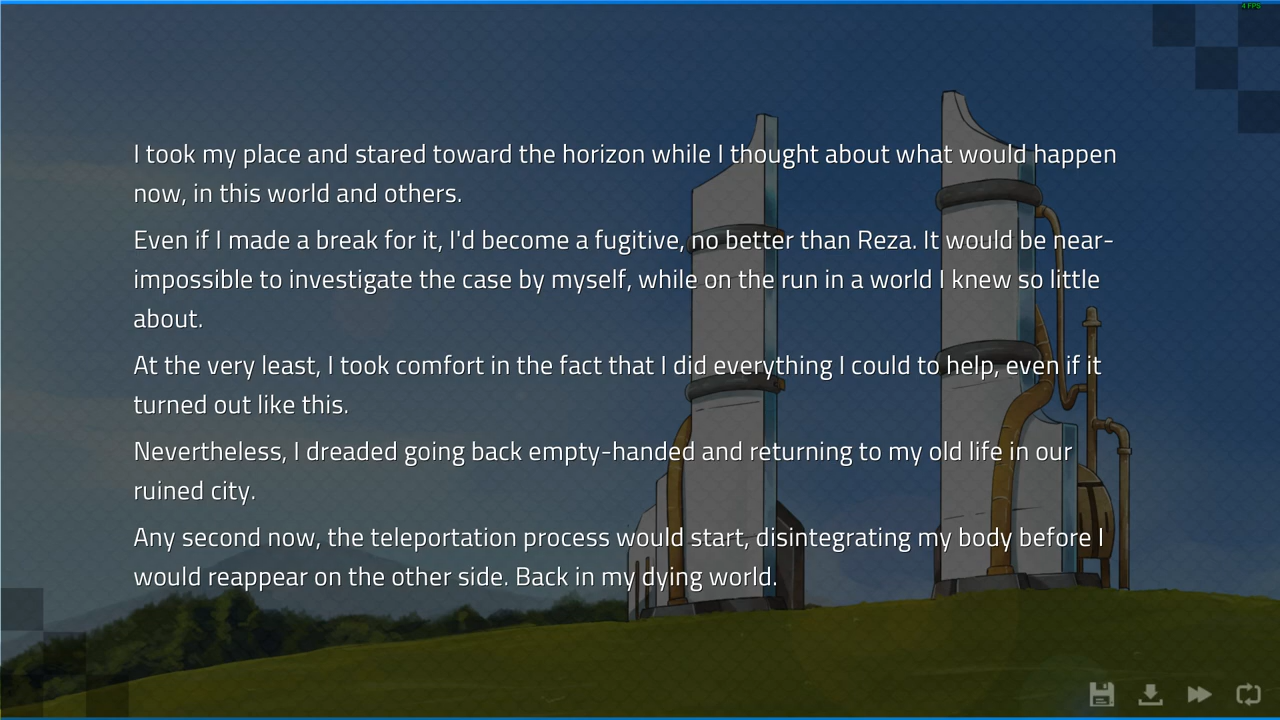 4 FPS
I took my place and stared toward the horizon while I thought about what would happen
now, in this world and others.
Even if I made a break for it, I'd become a fugitive, no better than Reza. It would be near-
impossible to investigate the case by myself, while on the run in a world I knew so little
about.
At the very least, I took comfort in the fact that I did everything I could to help, even if it
turned out like this.
Nevertheless, I dreaded going back empty-handed and returning to my old life in our
ruined city.
Any second now, the teleportation process would start, disintegrating my body before I
would reappear on the other side. Back in my dying world.